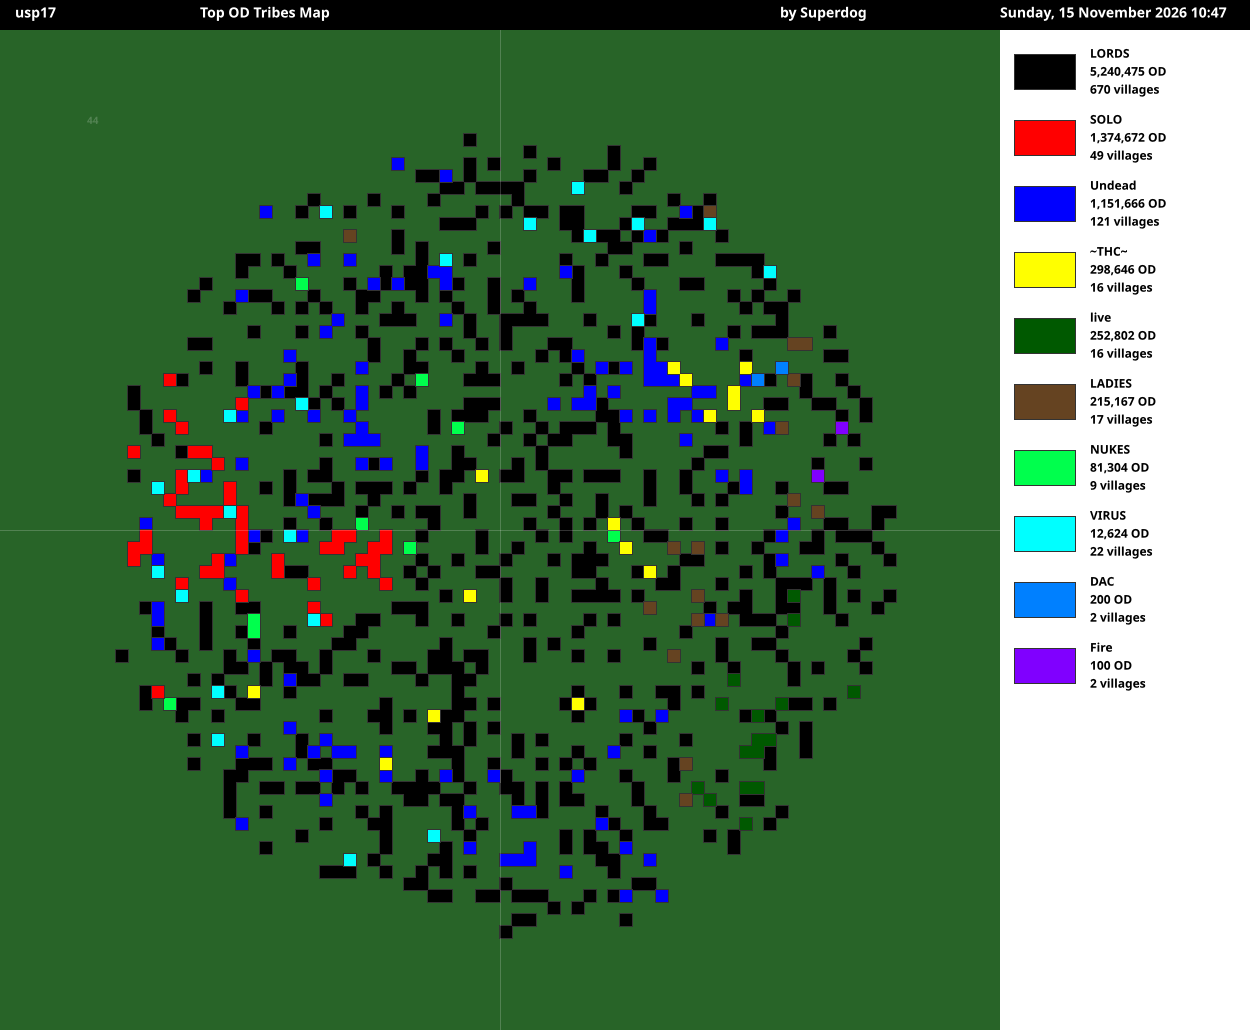 usp17 Top OD Tribes Map by Superdog Sunday, 15 November 2026 10:47
44
LORDS
5,240,475 OD
670 villages
SOLO
1,374,672 OD
49 villages
Undead
1,151,666 OD
121 villages
~THC~
298,646 OD
16 villages
live
252,802 OD
16 villages
LADIES
215,167 OD
17 villages
NUKES
81,304 OD
9 villages
VIRUS
12,624 OD
22 villages
DAC
200 OD
2 villages
Fire
100 OD
2 villages